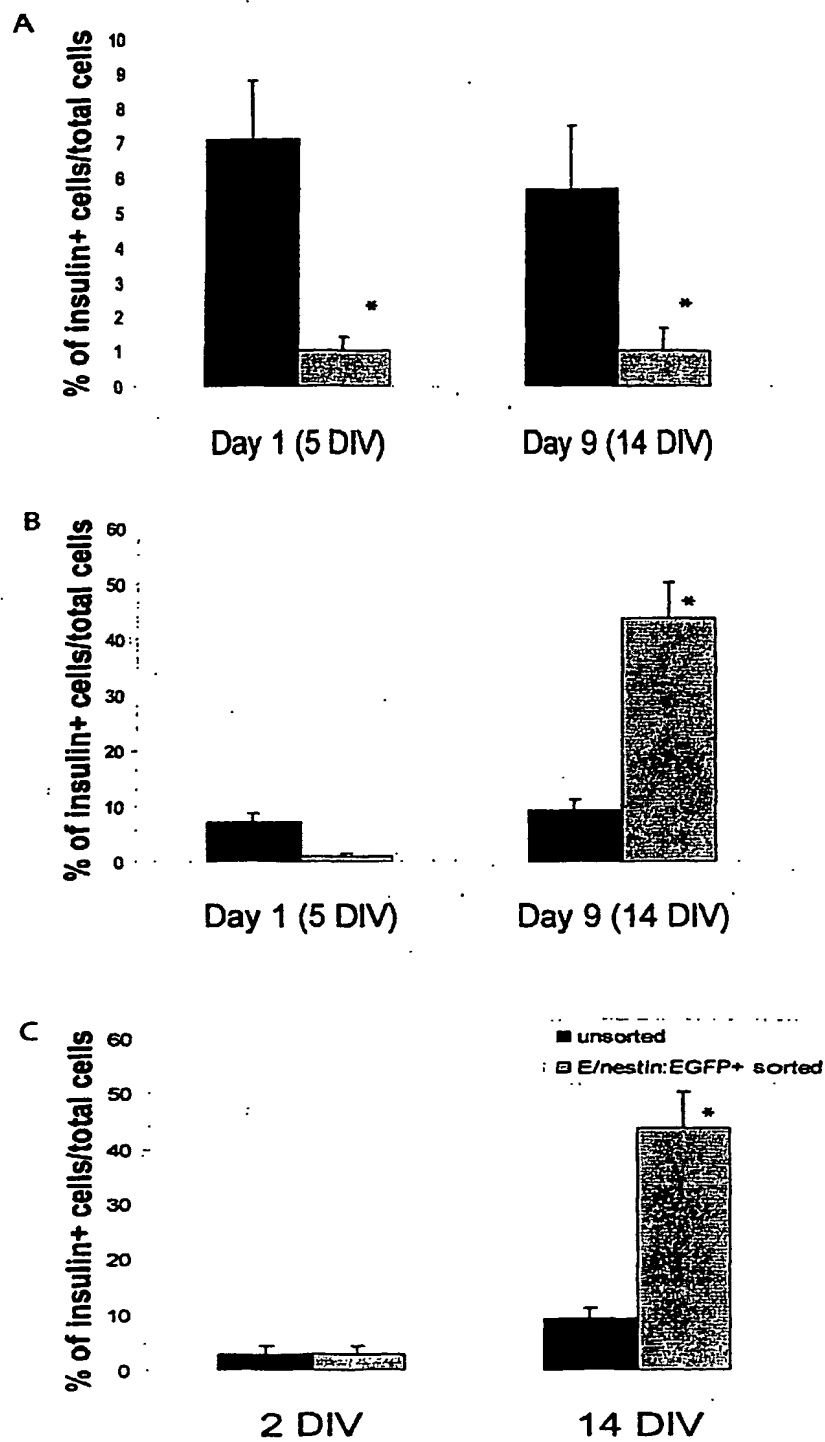 A
% of insulin+ cells/total cells
10
9
8
7
6
5
4
3
2
1
0
*
*
Day 1 (5 DIV)
Day 9 (14 DIV)
B
% of insulin+ cells/total cells
60
50
40
30
20
10
0
*
Day 1 (5 DIV)
Day 9 (14 DIV)
C
% of insulin+ cells/total cells
60
50
40
30
20
10
0
unsorted
E/nestin:EGFP+ sorted
*
2 DIV
14 DIV